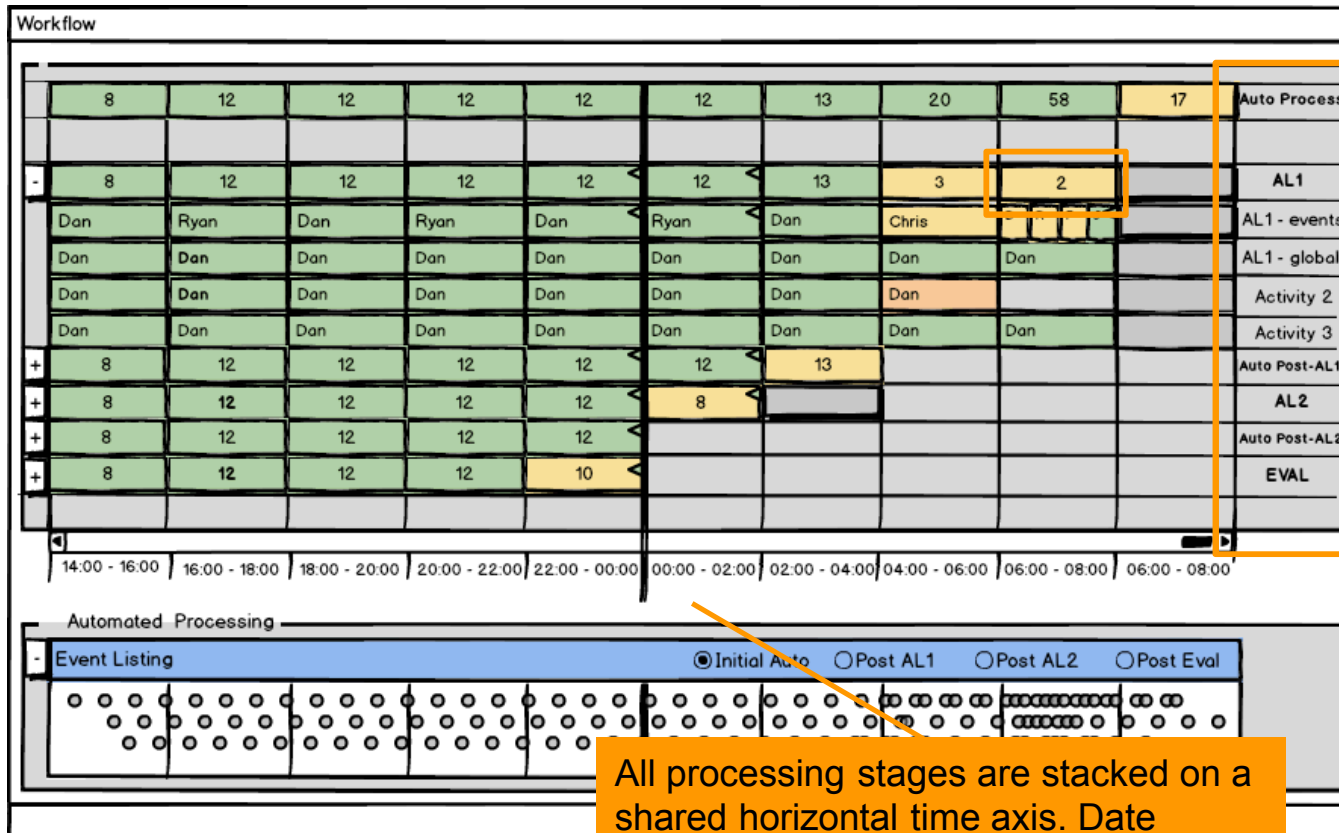 Workflow
8 12 12 12 12 12 13 20 58 17 Auto Process
- 8 12 12 12 12 12 13 3 2 AL1
Dan Ryan Dan Ryan Dan Ryan Dan Chris AL1 - events
Dan Dan Dan Dan Dan Dan Dan Dan Dan AL1 - global
Dan Dan Dan Dan Dan Dan Dan Dan Activity 2
Dan Dan Dan Dan Dan Dan Dan Dan Dan Activity 3
+ 8 12 12 12 12 12 13 Auto Post-AL1
+ 8 12 12 12 12 8 AL2
+ 8 12 12 12 12 Auto Post-AL2
+ 8 12 12 12 10 EVAL
14:00 - 16:00 16:00 - 18:00 18:00 - 20:00 20:00 - 22:00 22:00 - 00:00 00:00 - 02:00 02:00 - 04:00 04:00 - 06:00 06:00 - 08:00 06:00 - 08:00
Automated Processing
- Event Listing Initial Auto Post AL1 Post AL2 Post Eval
All processing stages are stacked on a
shared horizontal time axis. Date